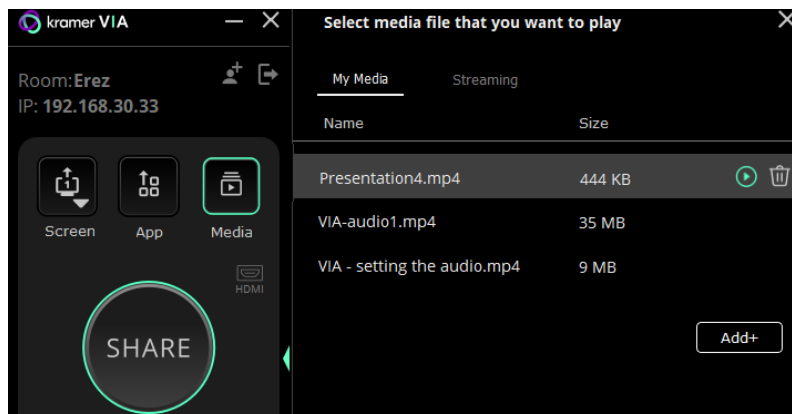 kramer VIA
Room:Erez
IP: 192.168.30.33
1
Screen
App
Media
HDMI
SHARE
Select media file that you want to play
My Media Streaming
Name Size
Presentation4.mp4 444 KB
VIA-audio1.mp4 35 MB
VIA - setting the audio.mp4 9 MB
Add+